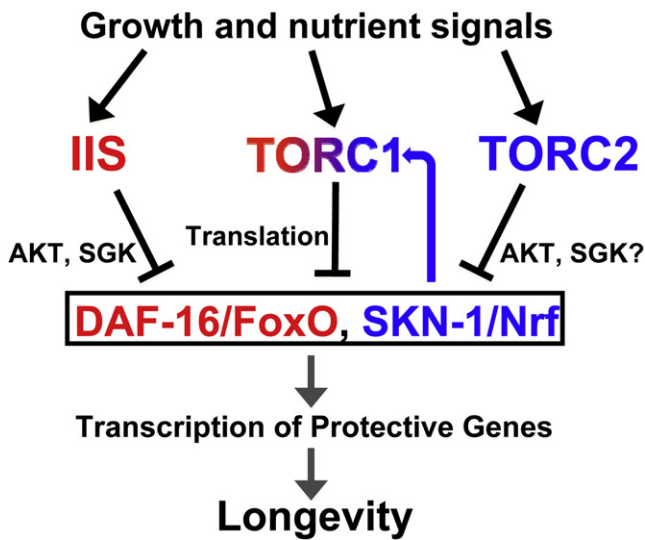 Growth and nutrient signals
IIS TORC1 TORC2
Translation
AKT, SGK AKT, SGK?
DAF-16/FoxO, SKN-1/Nrf
Transcription of Protective Genes
Longevity